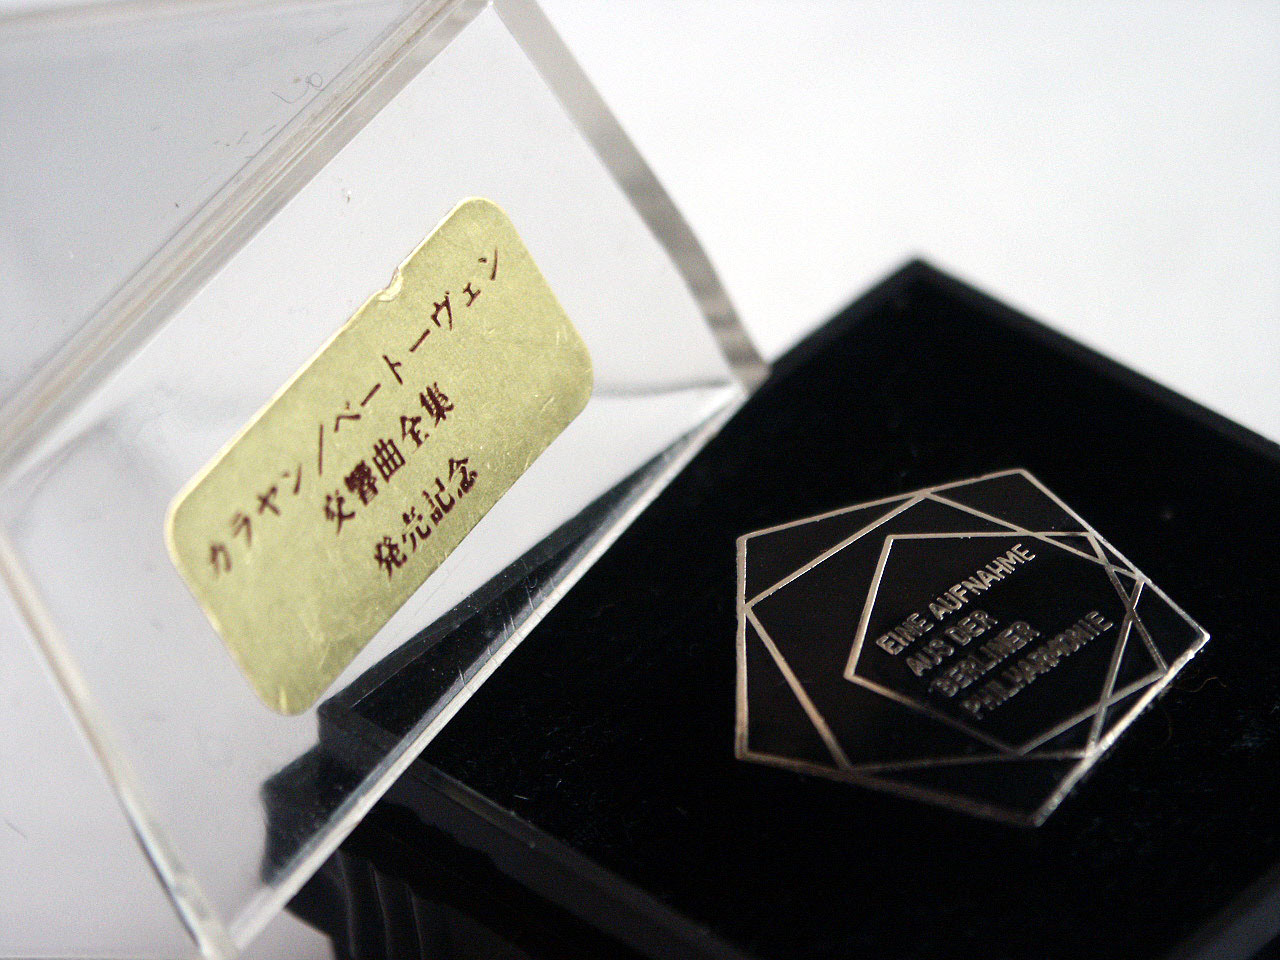 カラヤン／ベートーヴェン
交響曲全集
発売記念
EINE AUFNAHME
AUS DER
BERLINER
PHILHARMONIE